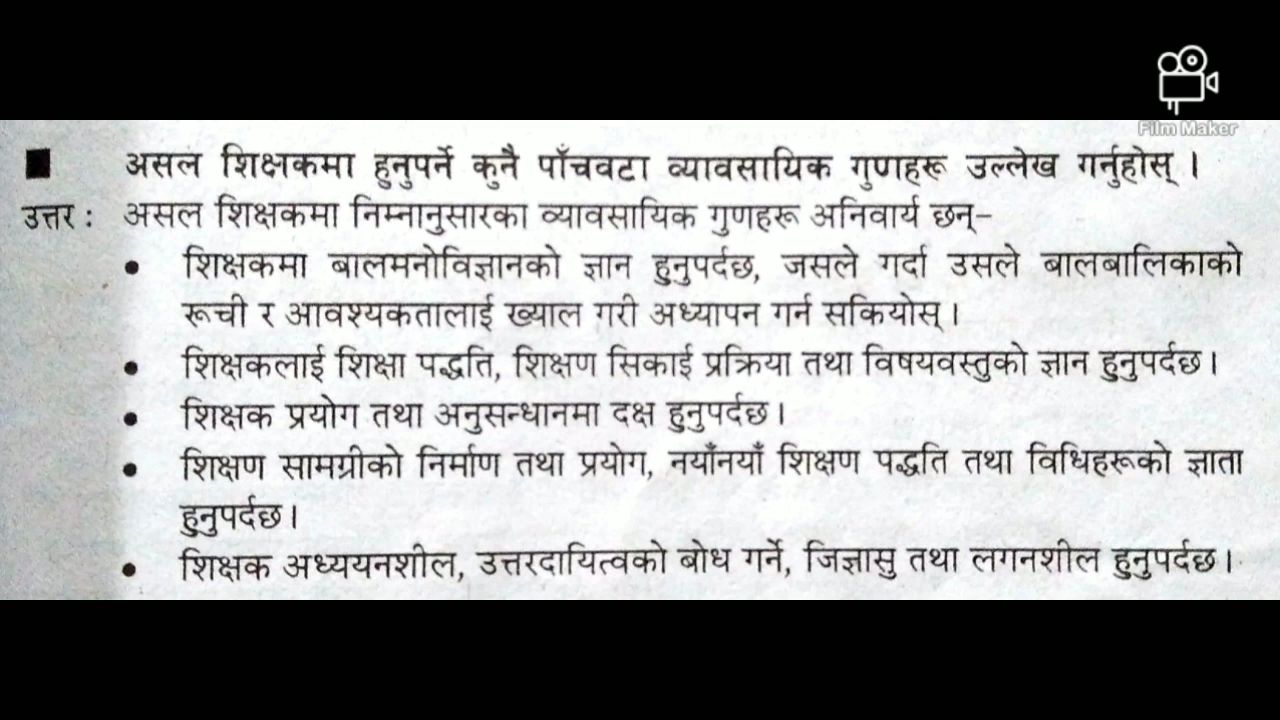 Film Maker
■ असल शिक्षकमा हुनुपर्ने कुनै पाँचवटा व्यावसायिक गुणहरू उल्लेख गर्नुहोस् ।
उत्तर : असल शिक्षकमा निम्नानुसारका व्यावसायिक गुणहरू अनिवार्य छन्–
• शिक्षकमा बालमनोविज्ञानको ज्ञान हुनुपर्दछ, जसले गर्दा उसले बालबालिकाको
रूची र आवश्यकतालाई ख्याल गरी अध्यापन गर्न सकियोस् ।
• शिक्षकलाई शिक्षा पद्धति, शिक्षण सिकाई प्रक्रिया तथा विषयवस्तुको ज्ञान हुनुपर्दछ ।
• शिक्षक प्रयोग तथा अनुसन्धानमा दक्ष हुनुपर्दछ ।
• शिक्षण सामग्रीको निर्माण तथा प्रयोग, नयाँनयाँ शिक्षण पद्धति तथा विधिहरूको ज्ञाता
हुनुपर्दछ ।
• शिक्षक अध्ययनशील, उत्तरदायित्वको बोध गर्ने, जिज्ञासु तथा लगनशील हुनुपर्दछ ।